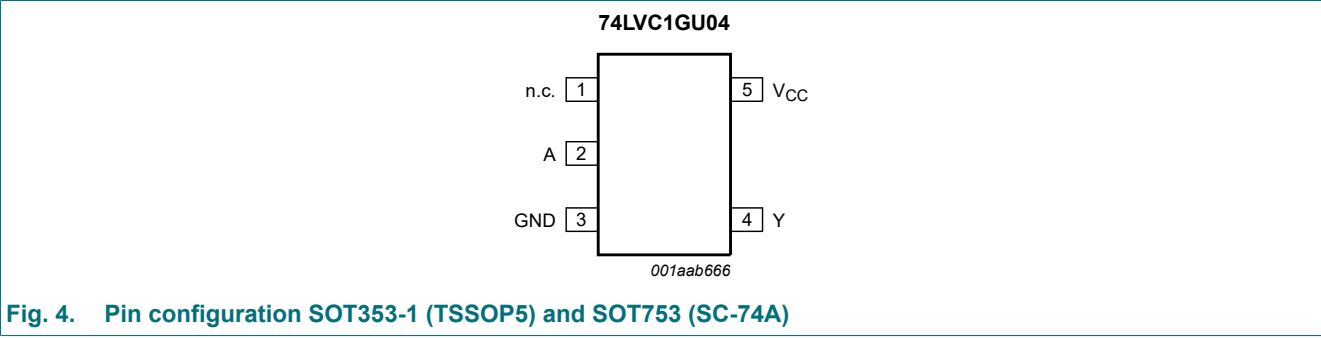 74LVC1GU04
n.c. 1
5 VCC
A 2
GND 3
4 Y
001aab666
Fig. 4. Pin configuration SOT353-1 (TSSOP5) and SOT753 (SC-74A)